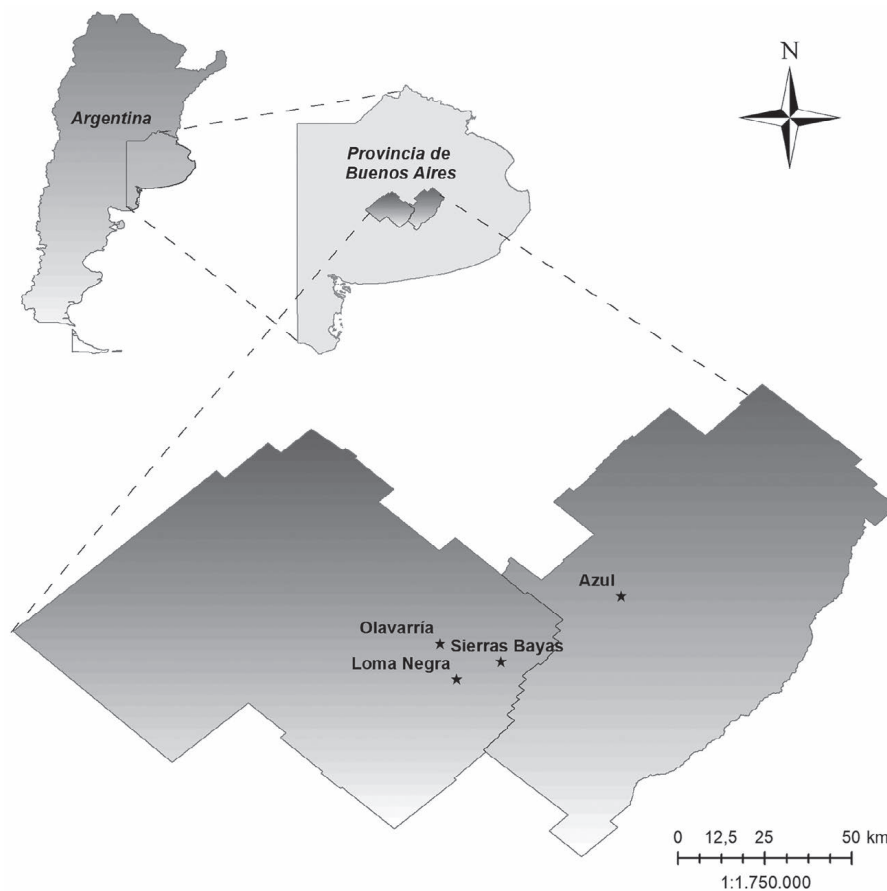 Argentina
Provincia de
Buenos Aires
N
Azul
Olavarría
Sierras Bayas
Loma Negra
0 12,5 25 50 km
1:1.750.000